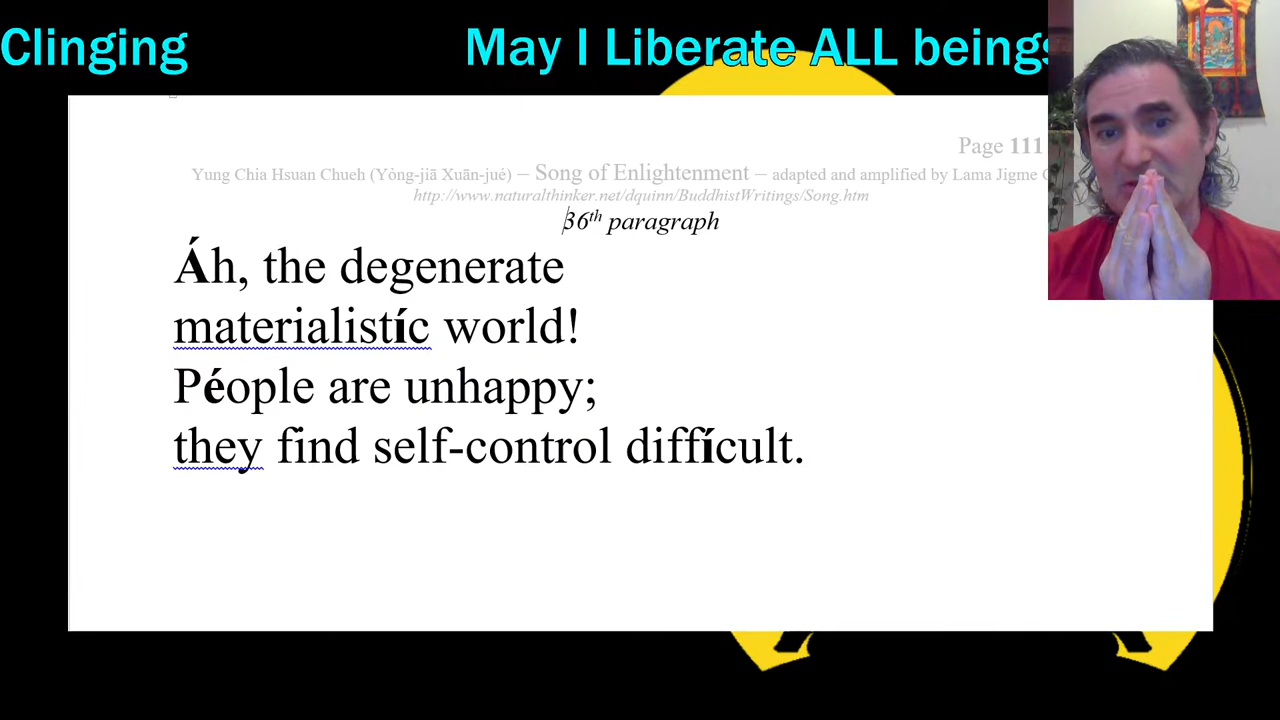 Clinging May I Liberate ALL beings
Page 111
Yung Chia Hsuan Chueh (Yòng-jiā Xuān-jué) – Song of Enlightenment – adapted and amplified by Lama Jigme
http://www.naturalthinker.net/dquinn/BuddhistWritings/Song.htm
36th paragraph
Áh, the degenerate
materialistíc world!
Péople are unhappy;
they find self-control diffícult.